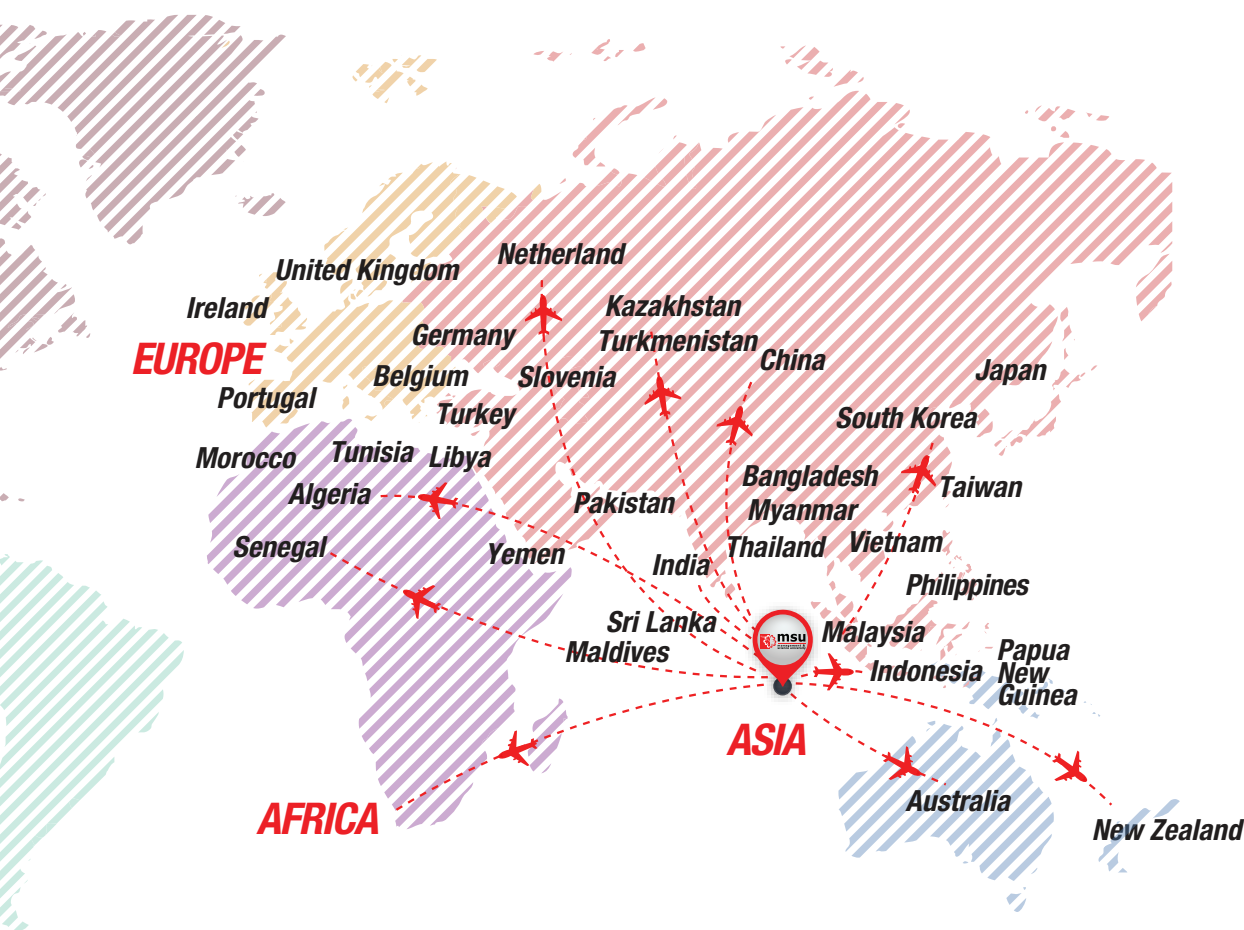 Netherland
United Kingdom
Ireland
Kazakhstan
Germany
Turkmenistan
China
EUROPE
Belgium
Slovenia
Japan
Portugal
Turkey
South Korea
Morocco
Tunisia
Libya
Algeria
Pakistan
Bangladesh
Taiwan
Myanmar
Senegal
Yemen
Thailand
Vietnam
India
Philippines
Sri Lanka
msu
Malaysia
Maldives
Indonesia
Papua
New
Guinea
ASIA
AFRICA
Australia
New Zealand